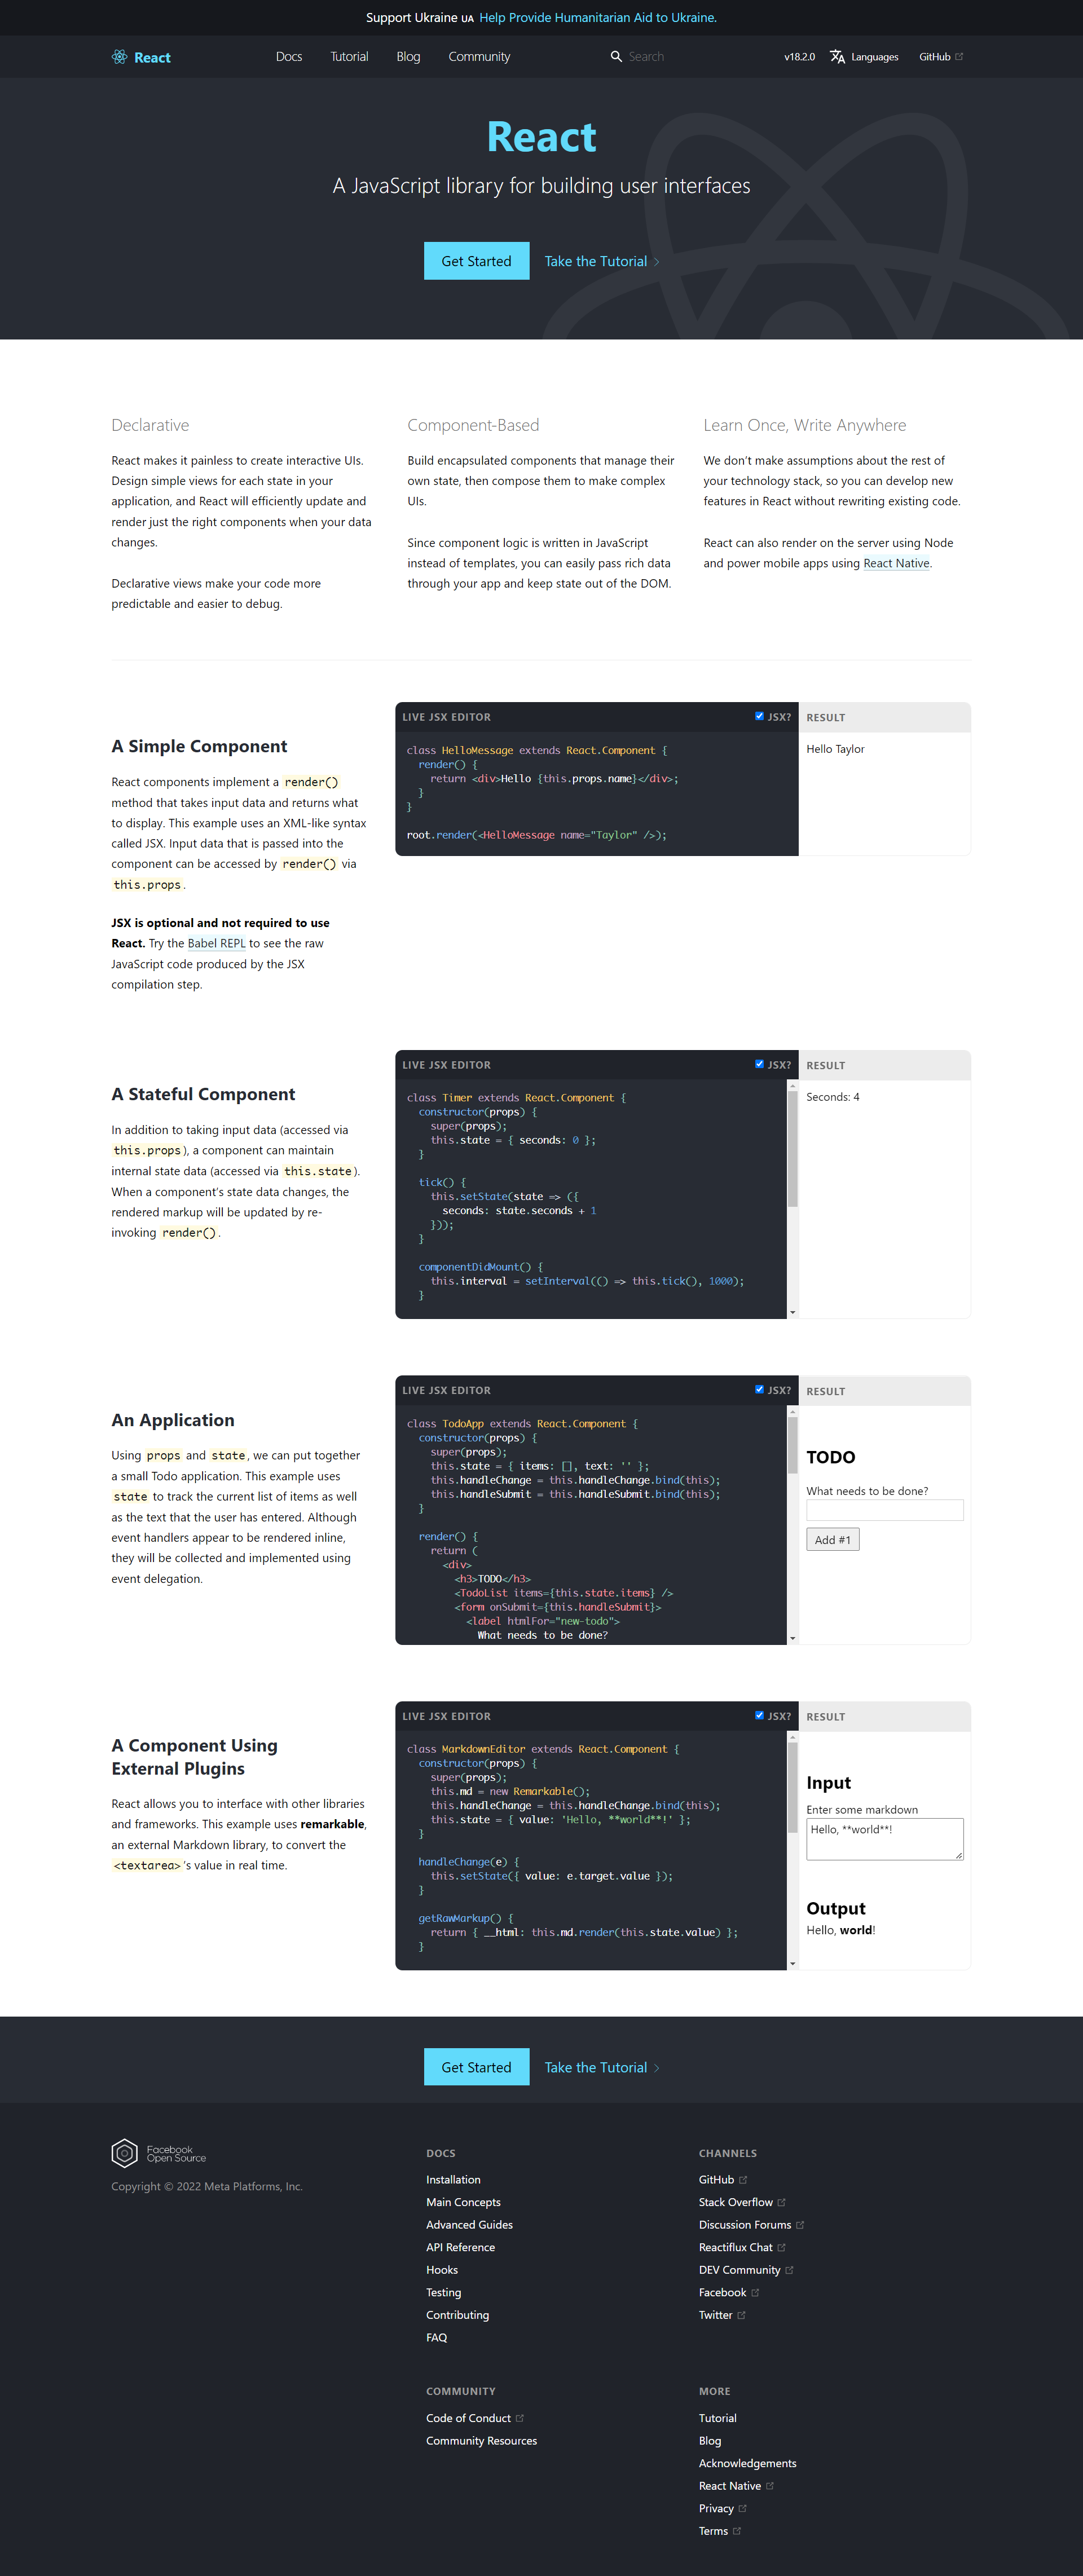 Support Ukraine UA Help Provide Humanitarian Aid to Ukraine.
React
Docs
Tutorial
Blog
Community
Search
v18.2.0
Languages
GitHub
React
A JavaScript library for building user interfaces
Get Started
Take the Tutorial
Declarative
React makes it painless to create interactive UIs.
Design simple views for each state in your
application, and React will efficiently update and
render just the right components when your data
changes.
Declarative views make your code more
predictable and easier to debug.
Component-Based
Build encapsulated components that manage their
own state, then compose them to make complex
UIs.
Since component logic is written in JavaScript
instead of templates, you can easily pass rich data
through your app and keep state out of the DOM.
Learn Once, Write Anywhere
We don’t make assumptions about the rest of
your technology stack, so you can develop new
features in React without rewriting existing code.
React can also render on the server using Node
and power mobile apps using React Native.
A Simple Component
React components implement a render()
method that takes input data and returns what
to display. This example uses an XML-like syntax
called JSX. Input data that is passed into the
component can be accessed by render() via
this.props.
JSX is optional and not required to use
React. Try the Babel REPL to see the raw
JavaScript code produced by the JSX
compilation step.
LIVE JSX EDITOR
JSX?
class HelloMessage extends React.Component {
render() {
return <div>Hello {this.props.name}</div>;
}
}
root.render(<HelloMessage name="Taylor" />);
RESULT
Hello Taylor
A Stateful Component
In addition to taking input data (accessed via
this.props), a component can maintain
internal state data (accessed via this.state).
When a component’s state data changes, the
rendered markup will be updated by re-
invoking render().
LIVE JSX EDITOR
JSX?
class Timer extends React.Component {
constructor(props) {
super(props);
this.state = { seconds: 0 };
}
tick() {
this.setState(state => ({
seconds: state.seconds + 1
}));
}
componentDidMount() {
this.interval = setInterval(() => this.tick(), 1000);
}
RESULT
Seconds: 4
An Application
Using props and state, we can put together
a small Todo application. This example uses
state to track the current list of items as well
as the text that the user has entered. Although
event handlers appear to be rendered inline,
they will be collected and implemented using
event delegation.
LIVE JSX EDITOR
JSX?
class TodoApp extends React.Component {
constructor(props) {
super(props);
this.state = { items: [], text: '' };
this.handleChange = this.handleChange.bind(this);
this.handleSubmit = this.handleSubmit.bind(this);
}
render() {
return (
<div>
<h3>TODO</h3>
<TodoList items={this.state.items} />
<form onSubmit={this.handleSubmit}>
<label htmlFor="new-todo">
What needs to be done?
RESULT
TODO
What needs to be done?
Add #1
A Component Using
External Plugins
React allows you to interface with other libraries
and frameworks. This example uses remarkable,
an external Markdown library, to convert the
<textarea>’s value in real time.
LIVE JSX EDITOR
JSX?
class MarkdownEditor extends React.Component {
constructor(props) {
super(props);
this.md = new Remarkable();
this.handleChange = this.handleChange.bind(this);
this.state = { value: 'Hello, **world**!' };
}
handleChange(e) {
this.setState({ value: e.target.value });
}
getRawMarkup() {
return { __html: this.md.render(this.state.value) };
}
RESULT
Input
Enter some markdown
Hello, **world**!
Output
Hello, world!
Get Started
Take the Tutorial
Facebook
Open Source
Copyright © 2022 Meta Platforms, Inc.
DOCS
Installation
Main Concepts
Advanced Guides
API Reference
Hooks
Testing
Contributing
FAQ
CHANNELS
GitHub
Stack Overflow
Discussion Forums
Reactiflux Chat
DEV Community
Facebook
Twitter
COMMUNITY
Code of Conduct
Community Resources
MORE
Tutorial
Blog
Acknowledgements
React Native
Privacy
Terms